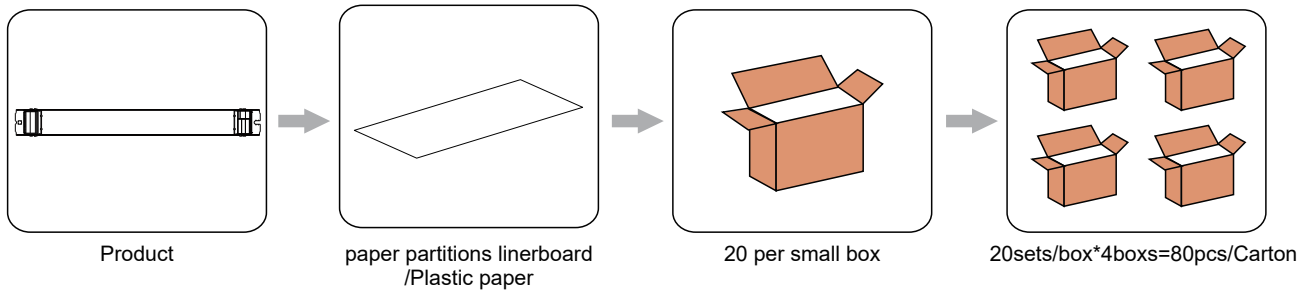 Product
paper partitions linerboard
/Plastic paper
20 per small box
20sets/box*4boxs=80pcs/Carton